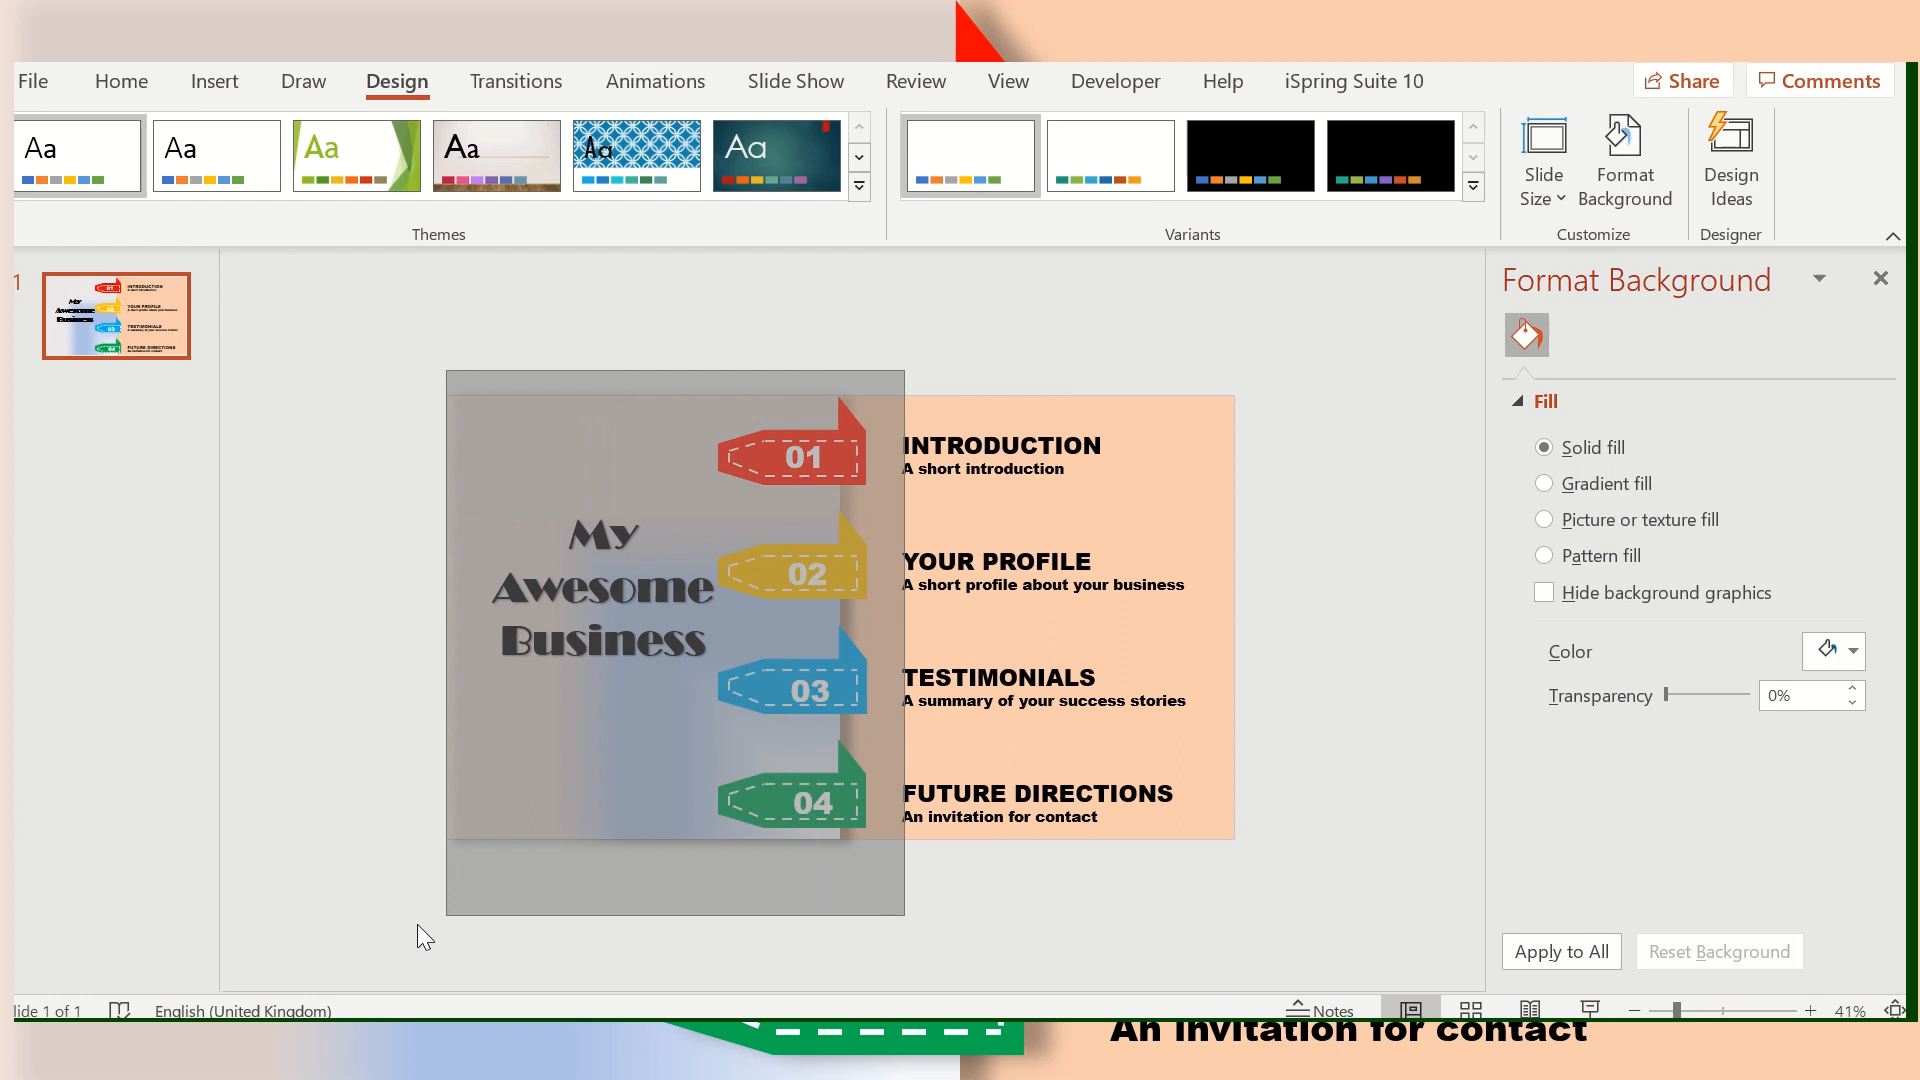 File Home Insert Draw Design Transitions Animations Slide Show Review View Developer Help iSpring Suite 10 Share Comments
Aa Aa Aa Aa Aa Aa
Slide Size Format Background Design Ideas
Themes Variants Customize Designer
1
My
Awesome
Business
01
INTRODUCTION
A short introduction
02
YOUR PROFILE
A short profile about your business
03
TESTIMONIALS
A summary of your success stories
04
FUTURE DIRECTIONS
An invitation for contact
Format Background
Fill
Solid fill
Gradient fill
Picture or texture fill
Pattern fill
Hide background graphics
Color
Transparency 0%
Apply to All Reset Background
lide 1 of 1 English (United Kingdom) Notes 41%
An invitation for contact